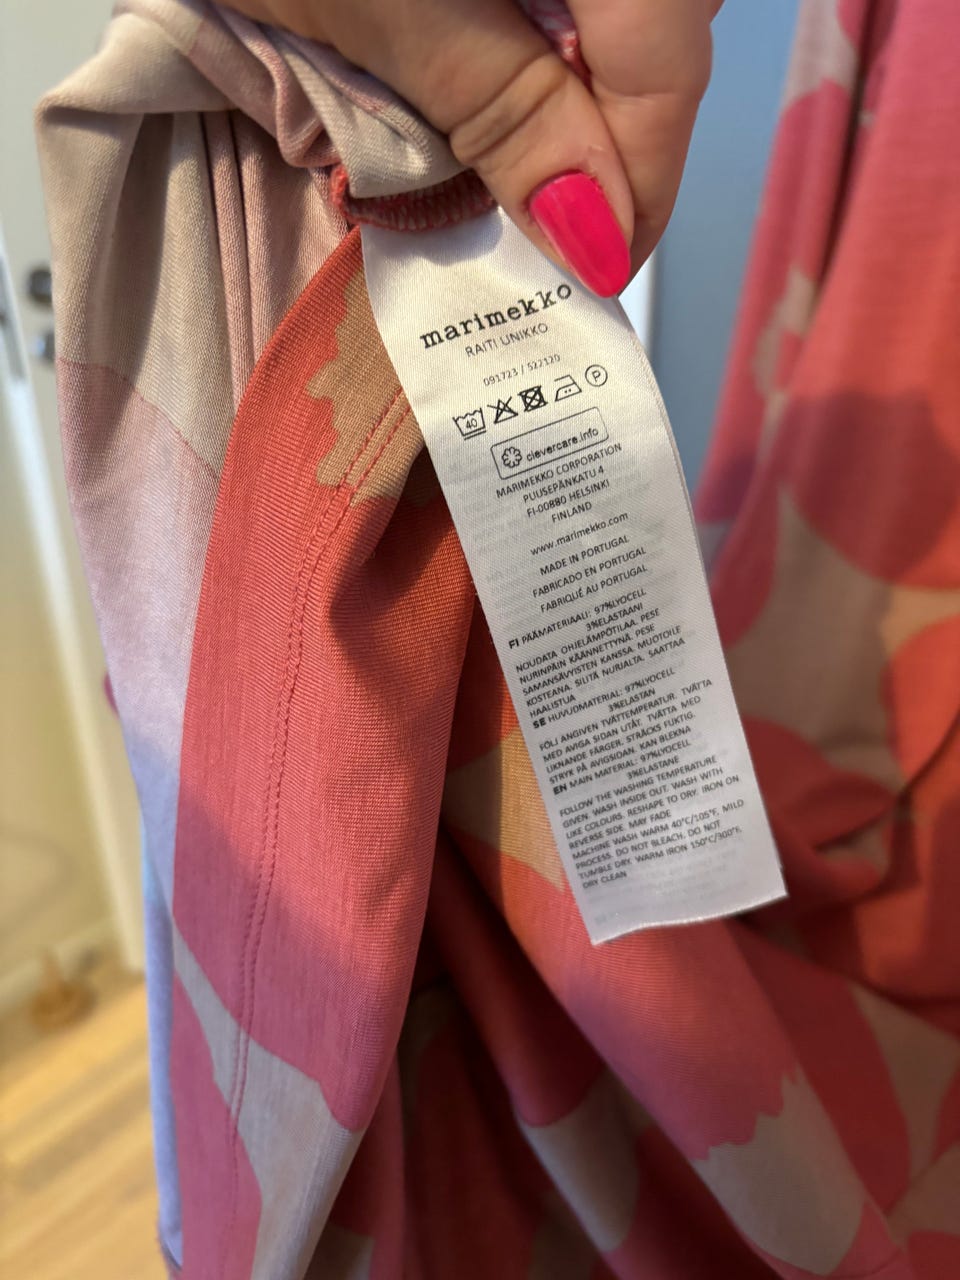 marimekko
RAITI UNIKKO
091723 / 522120
40
P
clevercare.info
MARIMEKKO CORPORATION
PUUSEPÄNKATU 4
FI-00880 HELSINKI
FINLAND
www.marimekko.com
MADE IN PORTUGAL
FABRICADO EN PORTUGAL
FABRIQUÉ AU PORTUGAL
FI PÄÄMATERIAALI: 97%LYOCELL
3%ELASTAANI
NOUDATA OHJELÄMPÖTILAA. PESE
NURINPÄIN KÄÄNNETTYNÄ. PESE
SAMANSÄVYISTEN KANSSA. MUOTOILE
KOSTEANA. SILITÄ NURJALTA. SAATTAA
HAALISTUA
SE HUVUDMATERIAL: 97%LYOCELL
3%ELASTAN
FÖLJ ANGIVEN TVÄTTEMPERATUR. TVÄTTA
MED AVIGA SIDAN UTÅT. TVÄTTA MED
LIKNANDE FÄRGER. STRÄCKS FUKTIG.
STRYK PÅ AVIGSIDAN. KAN BLEKNA
EN MAIN MATERIAL: 97%LYOCELL
3%ELASTANE
FOLLOW THE WASHING TEMPERATURE
GIVEN. WASH INSIDE OUT. WASH WITH
LIKE COLOURS. RESHAPE TO DRY. IRON ON
REVERSE SIDE. MAY FADE
MACHINE WASH WARM 40°C/105°F, MILD
PROCESS. DO NOT BLEACH. DO NOT
TUMBLE DRY. WARM IRON 150°C/300°F.
DRY CLEAN